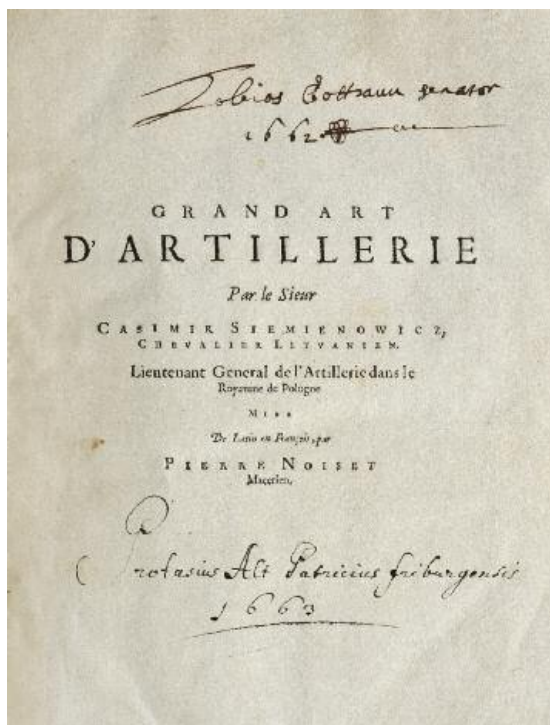 Tobias Gottrauw senator
1662
GRAND ART
D'ARTILLERIE
Par le Sieur
CASIMIR SIEMIENOWICZ,
CHEVALIER LITVANIEN.
Lieutenant General de l'Artillerie dans le
Royaume de Pologne
MISE
De Latin en François, par
PIERRE NOISET
Macerien.
Protasius Alt Patricius friburgensis
1663